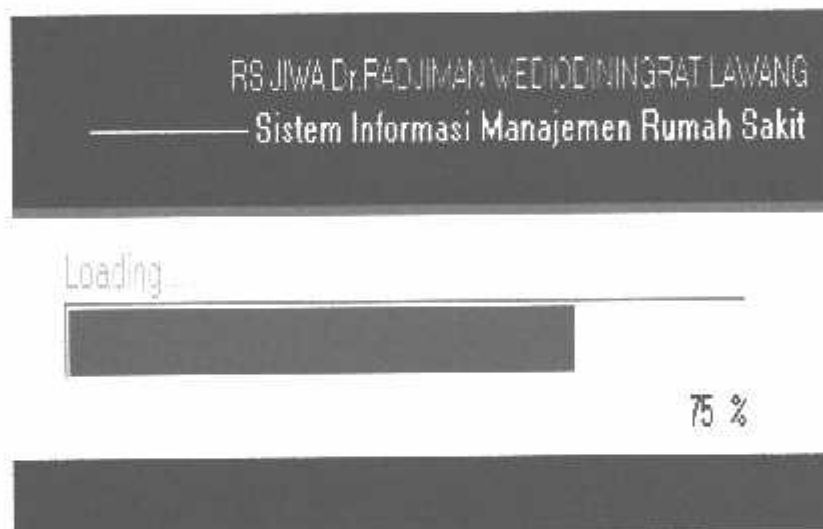 RS JIWA Dr. RADJIMAN WEDIODININGRAT LAWANG
Sistem Informasi Manajemen Rumah Sakit
Loading...
75 %